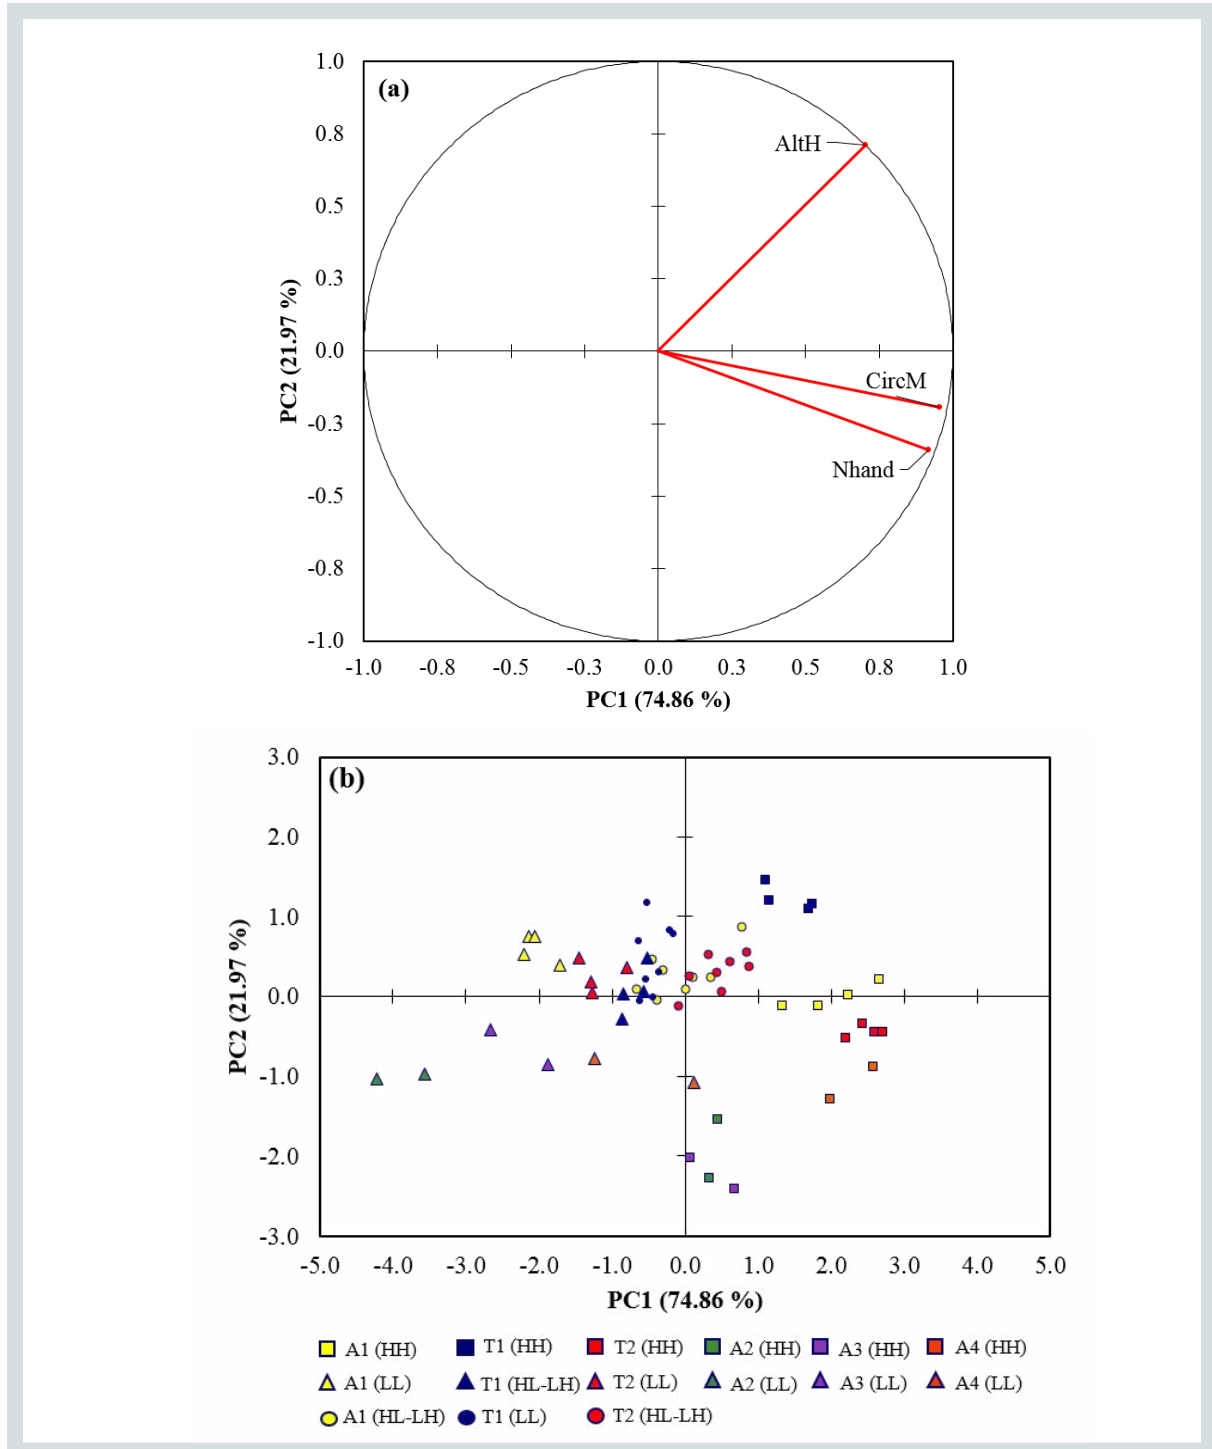 (a)
1.0
0.8
AltH
0.5
0.3
PC2 (21.97 %)
0.0
CircM
-0.3
Nhand
-0.5
-0.8
-1.0
-1.0 -0.8 -0.5 -0.3 0.0 0.3 0.5 0.8 1.0
PC1 (74.86 %)
(b)
3.0
2.0
1.0
PC2 (21.97 %)
0.0
-1.0
-2.0
-3.0
-5.0 -4.0 -3.0 -2.0 -1.0 0.0 1.0 2.0 3.0 4.0 5.0
PC1 (74.86 %)
A1 (HH) T1 (HH) T2 (HH) A2 (HH) A3 (HH) A4 (HH)
A1 (LL) T1 (HL-LH) T2 (LL) A2 (LL) A3 (LL) A4 (LL)
A1 (HL-LH) T1 (LL) T2 (HL-LH)